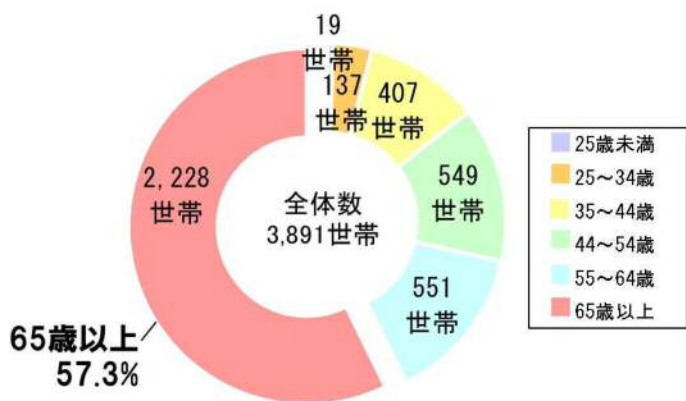 19
世帯
137
世帯
407
世帯
549
世帯
551
世帯
2,228
世帯
全体数
3,891世帯
65歳以上
57.3%
25歳未満
25～34歳
35～44歳
44～54歳
55～64歳
65歳以上